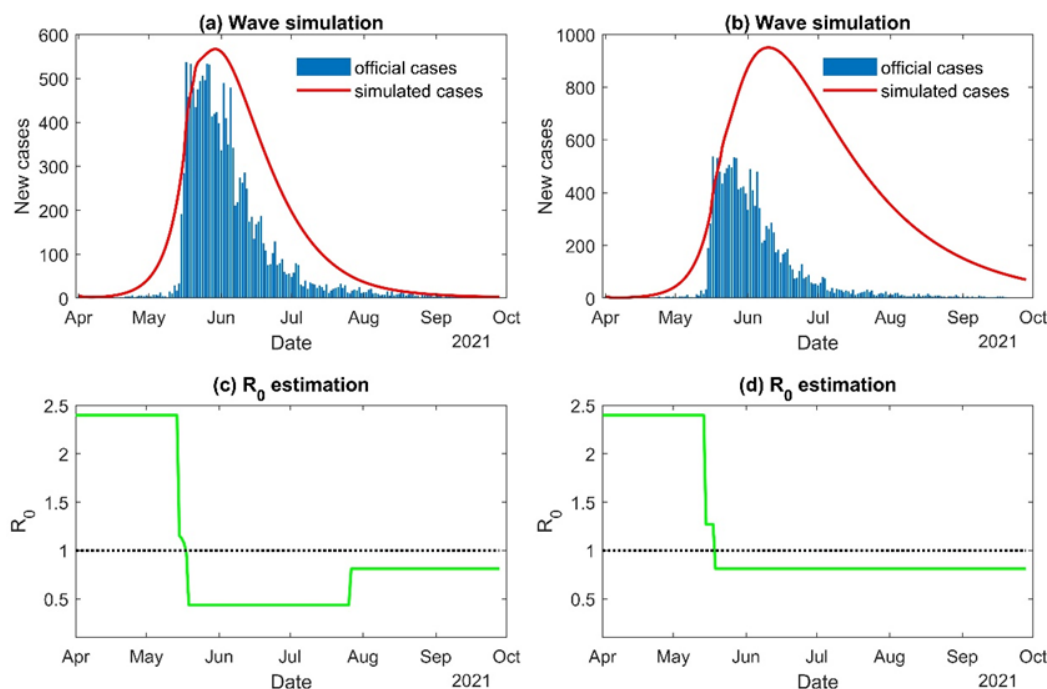 (a) Wave simulation
600
500
400
300
200
100
0
New cases
official cases
simulated cases
Apr May Jun Jul Aug Sep Oct
Date
2021
(b) Wave simulation
1000
800
600
400
200
0
New cases
official cases
simulated cases
Apr May Jun Jul Aug Sep Oct
Date
2021
(c) R0 estimation
2.5
2
1.5
1
0.5
R0
Apr May Jun Jul Aug Sep Oct
Date
2021
(d) R0 estimation
2.5
2
1.5
1
0.5
R0
Apr May Jun Jul Aug Sep Oct
Date
2021